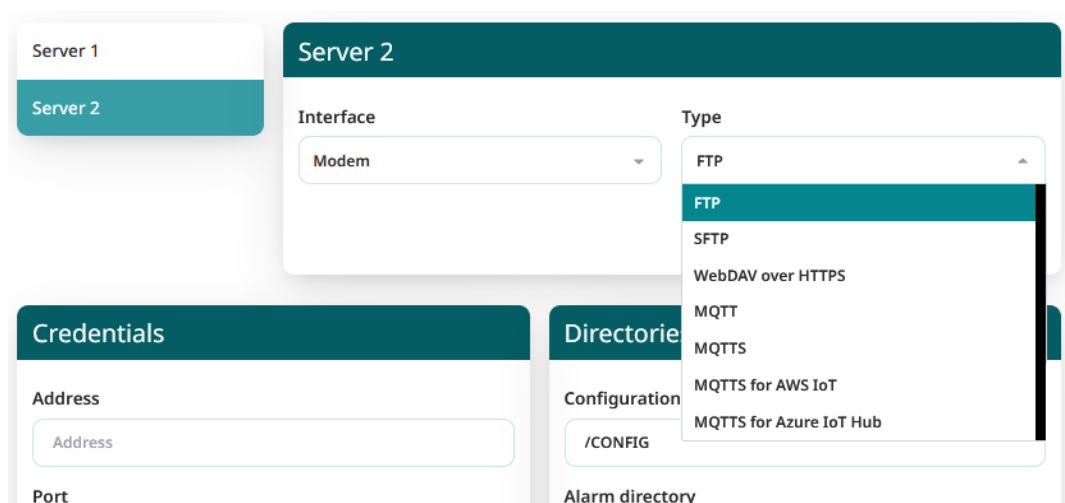 Server 1
Server 2
Server 2
Interface
Type
Modem
FTP
FTP
SFTP
WebDAV over HTTPS
MQTT
MQTTS
MQTTS for AWS IoT
MQTTS for Azure IoT Hub
Credentials
Address
Address
Port
Directorie
Configuration
/CONFIG
Alarm directory